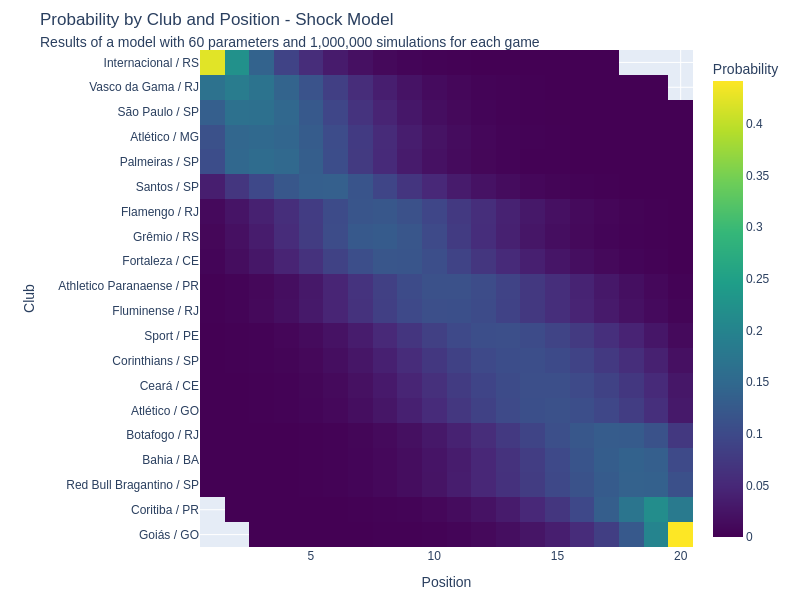 Probability by Club and Position - Shock Model
Results of a model with 60 parameters and 1,000,000 simulations for each game
Internacional / RS
Vasco da Gama / RJ
São Paulo / SP
Atlético / MG
Palmeiras / SP
Santos / SP
Flamengo / RJ
Grêmio / RS
Fortaleza / CE
Athletico Paranaense / PR
Fluminense / RJ
Sport / PE
Corinthians / SP
Ceará / CE
Atlético / GO
Botafogo / RJ
Bahia / BA
Red Bull Bragantino / SP
Coritiba / PR
Goiás / GO
Club
5
10
15
20
Position
Probability
0.4
0.35
0.3
0.25
0.2
0.15
0.1
0.05
0